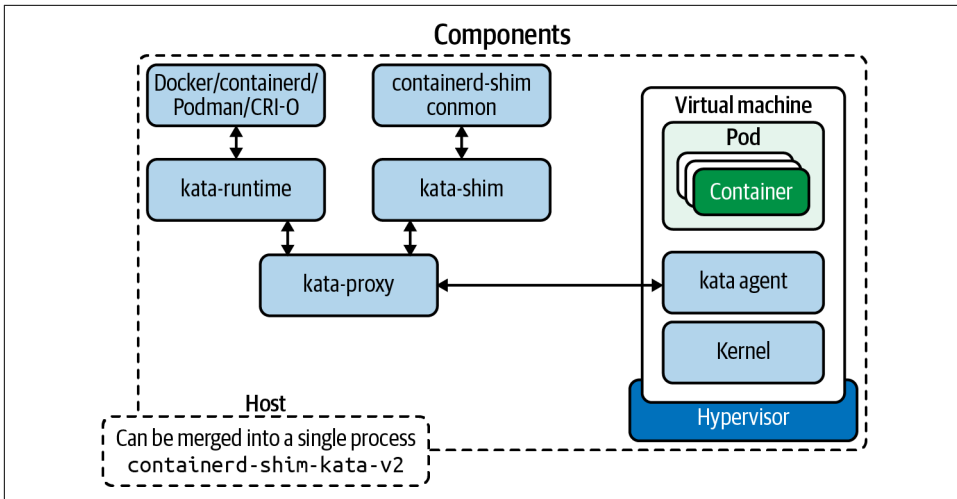 Components
Docker/containerd/
Podman/CRI-O
containerd-shim
conmon
kata-runtime
kata-shim
kata-proxy
Virtual machine
Pod
Container
kata agent
Kernel
Hypervisor
Host
Can be merged into a single process
containerd-shim-kata-v2